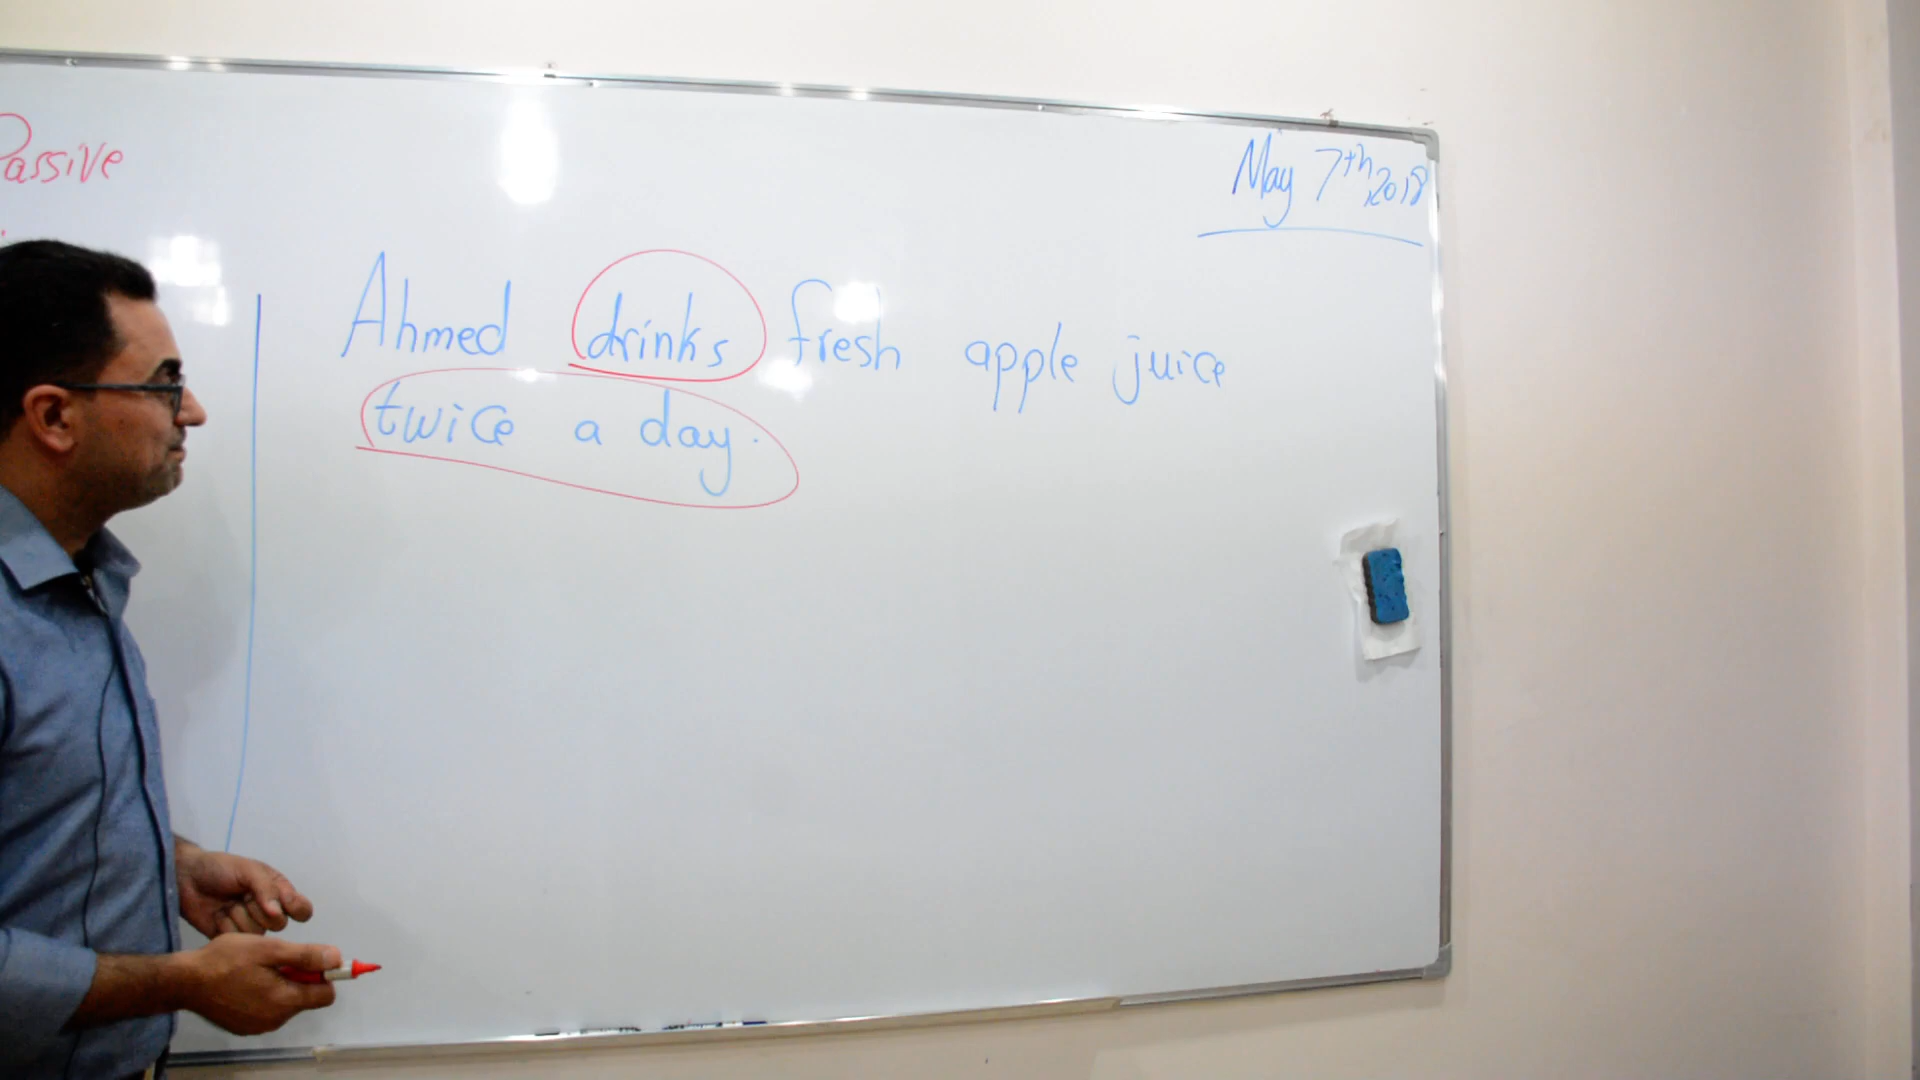 Passive
May 7th, 2018
Ahmed drinks fresh apple juice
twice a day.